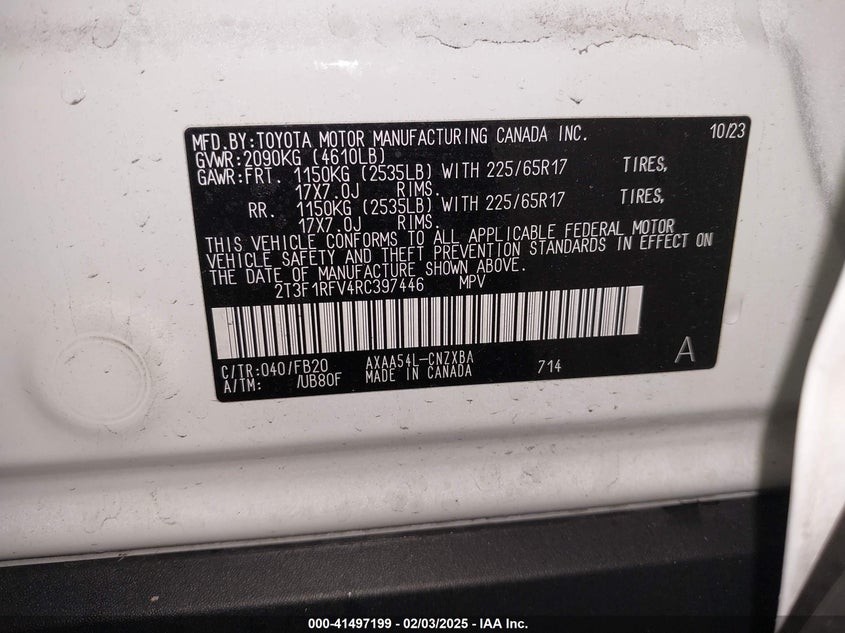 MFD.BY:TOYOTA MOTOR MANUFACTURING CANADA INC. 10/23
GVWR:2090KG (4610LB)
GAWR:FRT. 1150KG (2535LB) WITH 225/65R17 TIRES,
17X7.0J RIMS.
RR. 1150KG (2535LB) WITH 225/65R17 TIRES,
17X7.0J RIMS.
THIS VEHICLE CONFORMS TO ALL APPLICABLE FEDERAL MOTOR
VEHICLE SAFETY AND THEFT PREVENTION STANDARDS IN EFFECT ON
THE DATE OF MANUFACTURE SHOWN ABOVE.
2T3F1RFV4RC397446 MPV
C/TR:040/FB20 AXAA54L-CNZXBA 714 A
A/TM: /UB80F MADE IN CANADA
000-41497199 - 02/03/2025 - IAA Inc.